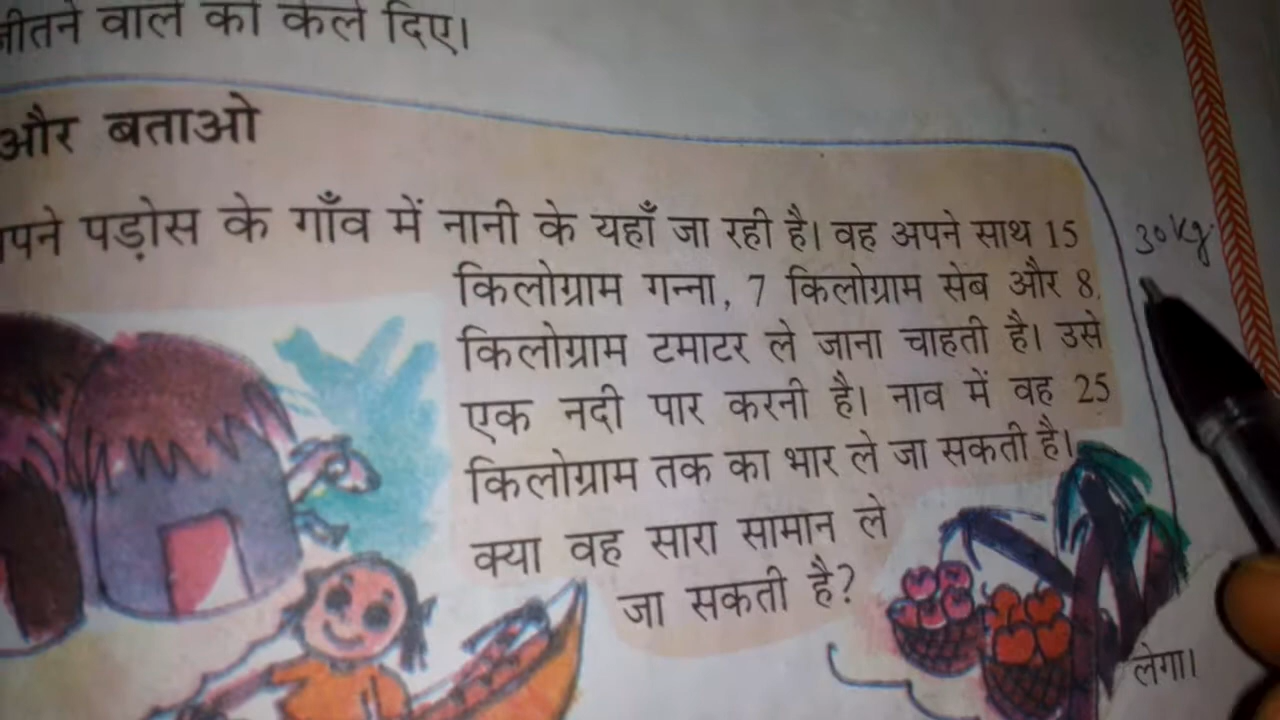 जीतने वाले को केले दिए।
और बताओ
अपने पड़ोस के गाँव में नानी के यहाँ जा रही है। वह अपने साथ 15
30 kg
किलोग्राम गन्ना, 7 किलोग्राम सेब और 8
किलोग्राम टमाटर ले जाना चाहती है। उसे
एक नदी पार करनी है। नाव में वह 25
किलोग्राम तक का भार ले जा सकती है।
क्या वह सारा सामान ले
जा सकती है?
लेगा।